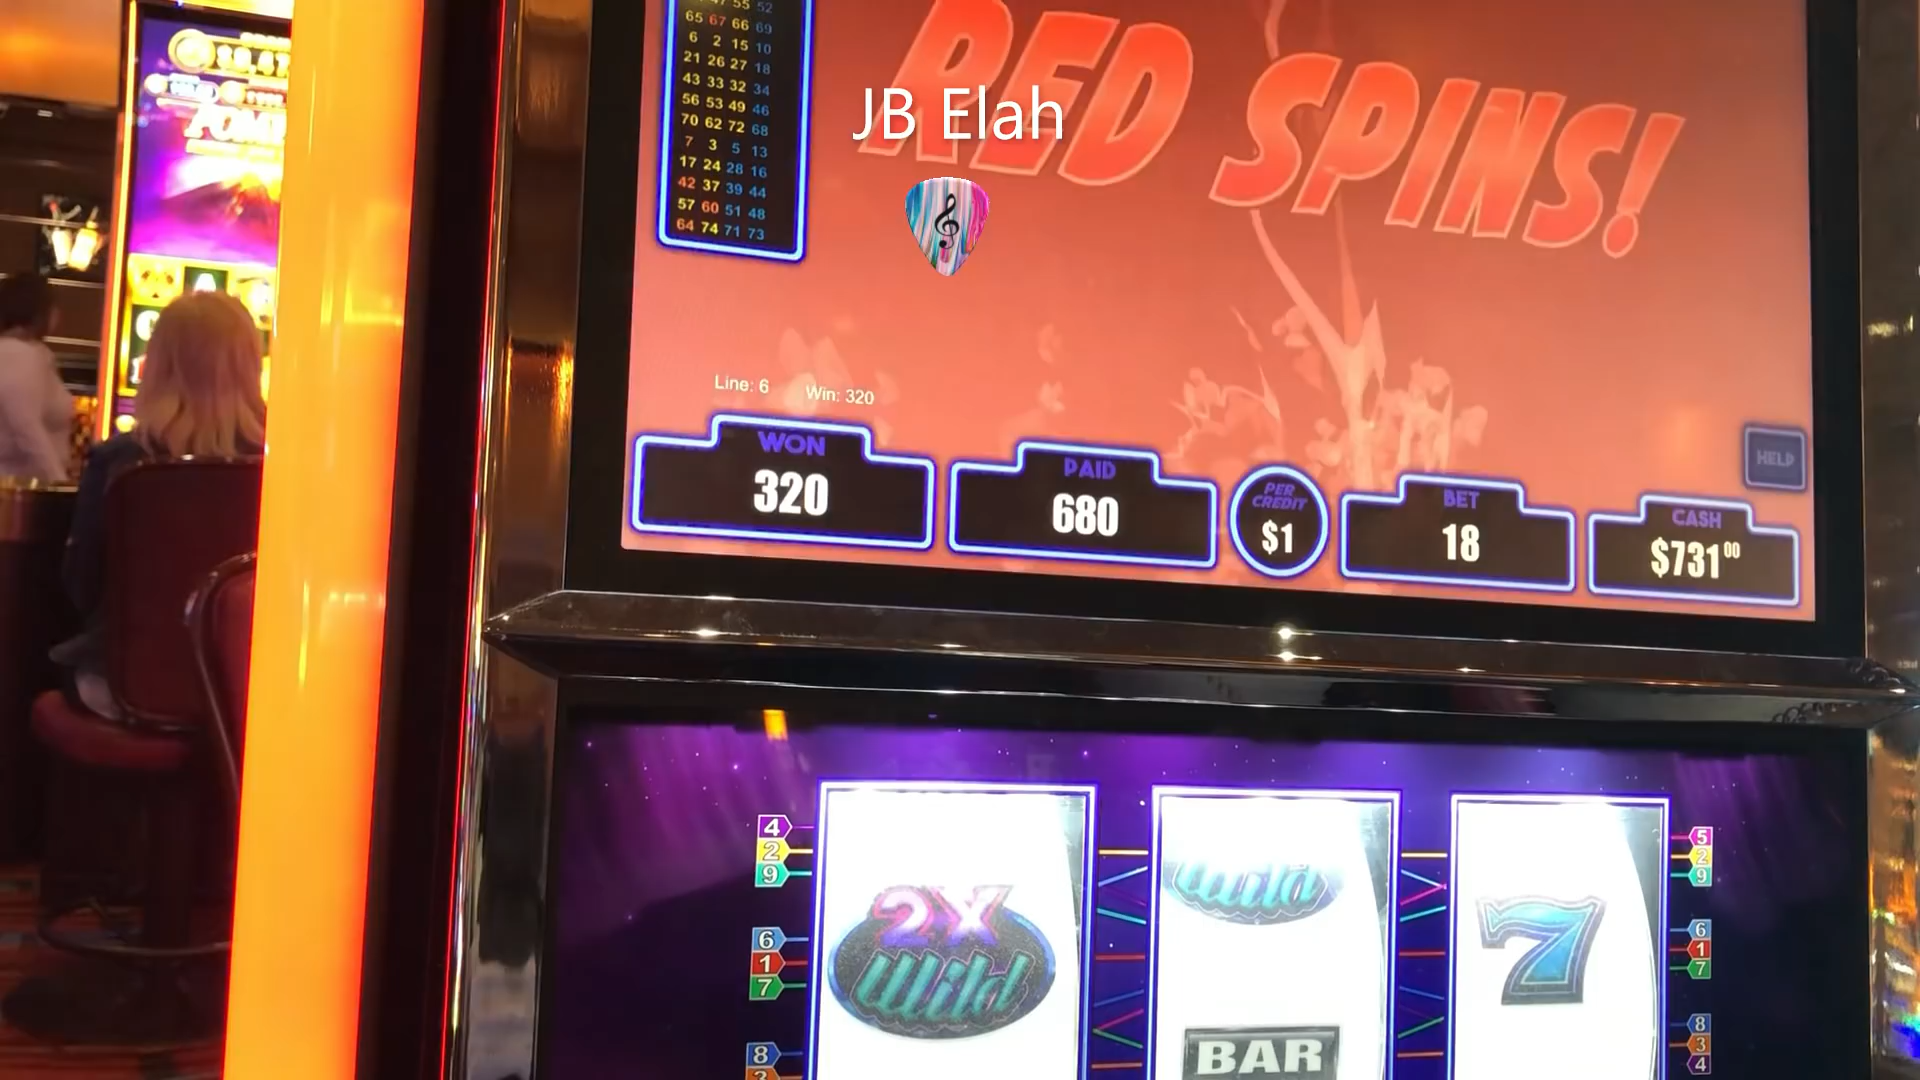 55 52
65 67 66 69
6 2 15 10
21 26 27 18
43 33 32 34
56 53 49 46
70 62 72 68
7 3 5 13
17 24 28 16
42 37 39 44
57 60 51 48
64 74 71 73
RED SPINS!
JB Elah
Line: 6 Win: 320
WON
320
PAID
680
PER CREDIT
$1
BET
18
CASH
$731 00
HELP
4
2
9
6
1
7
8
3
2X
Wild
Wild
BAR
7
5
2
9
6
1
7
8
3
4